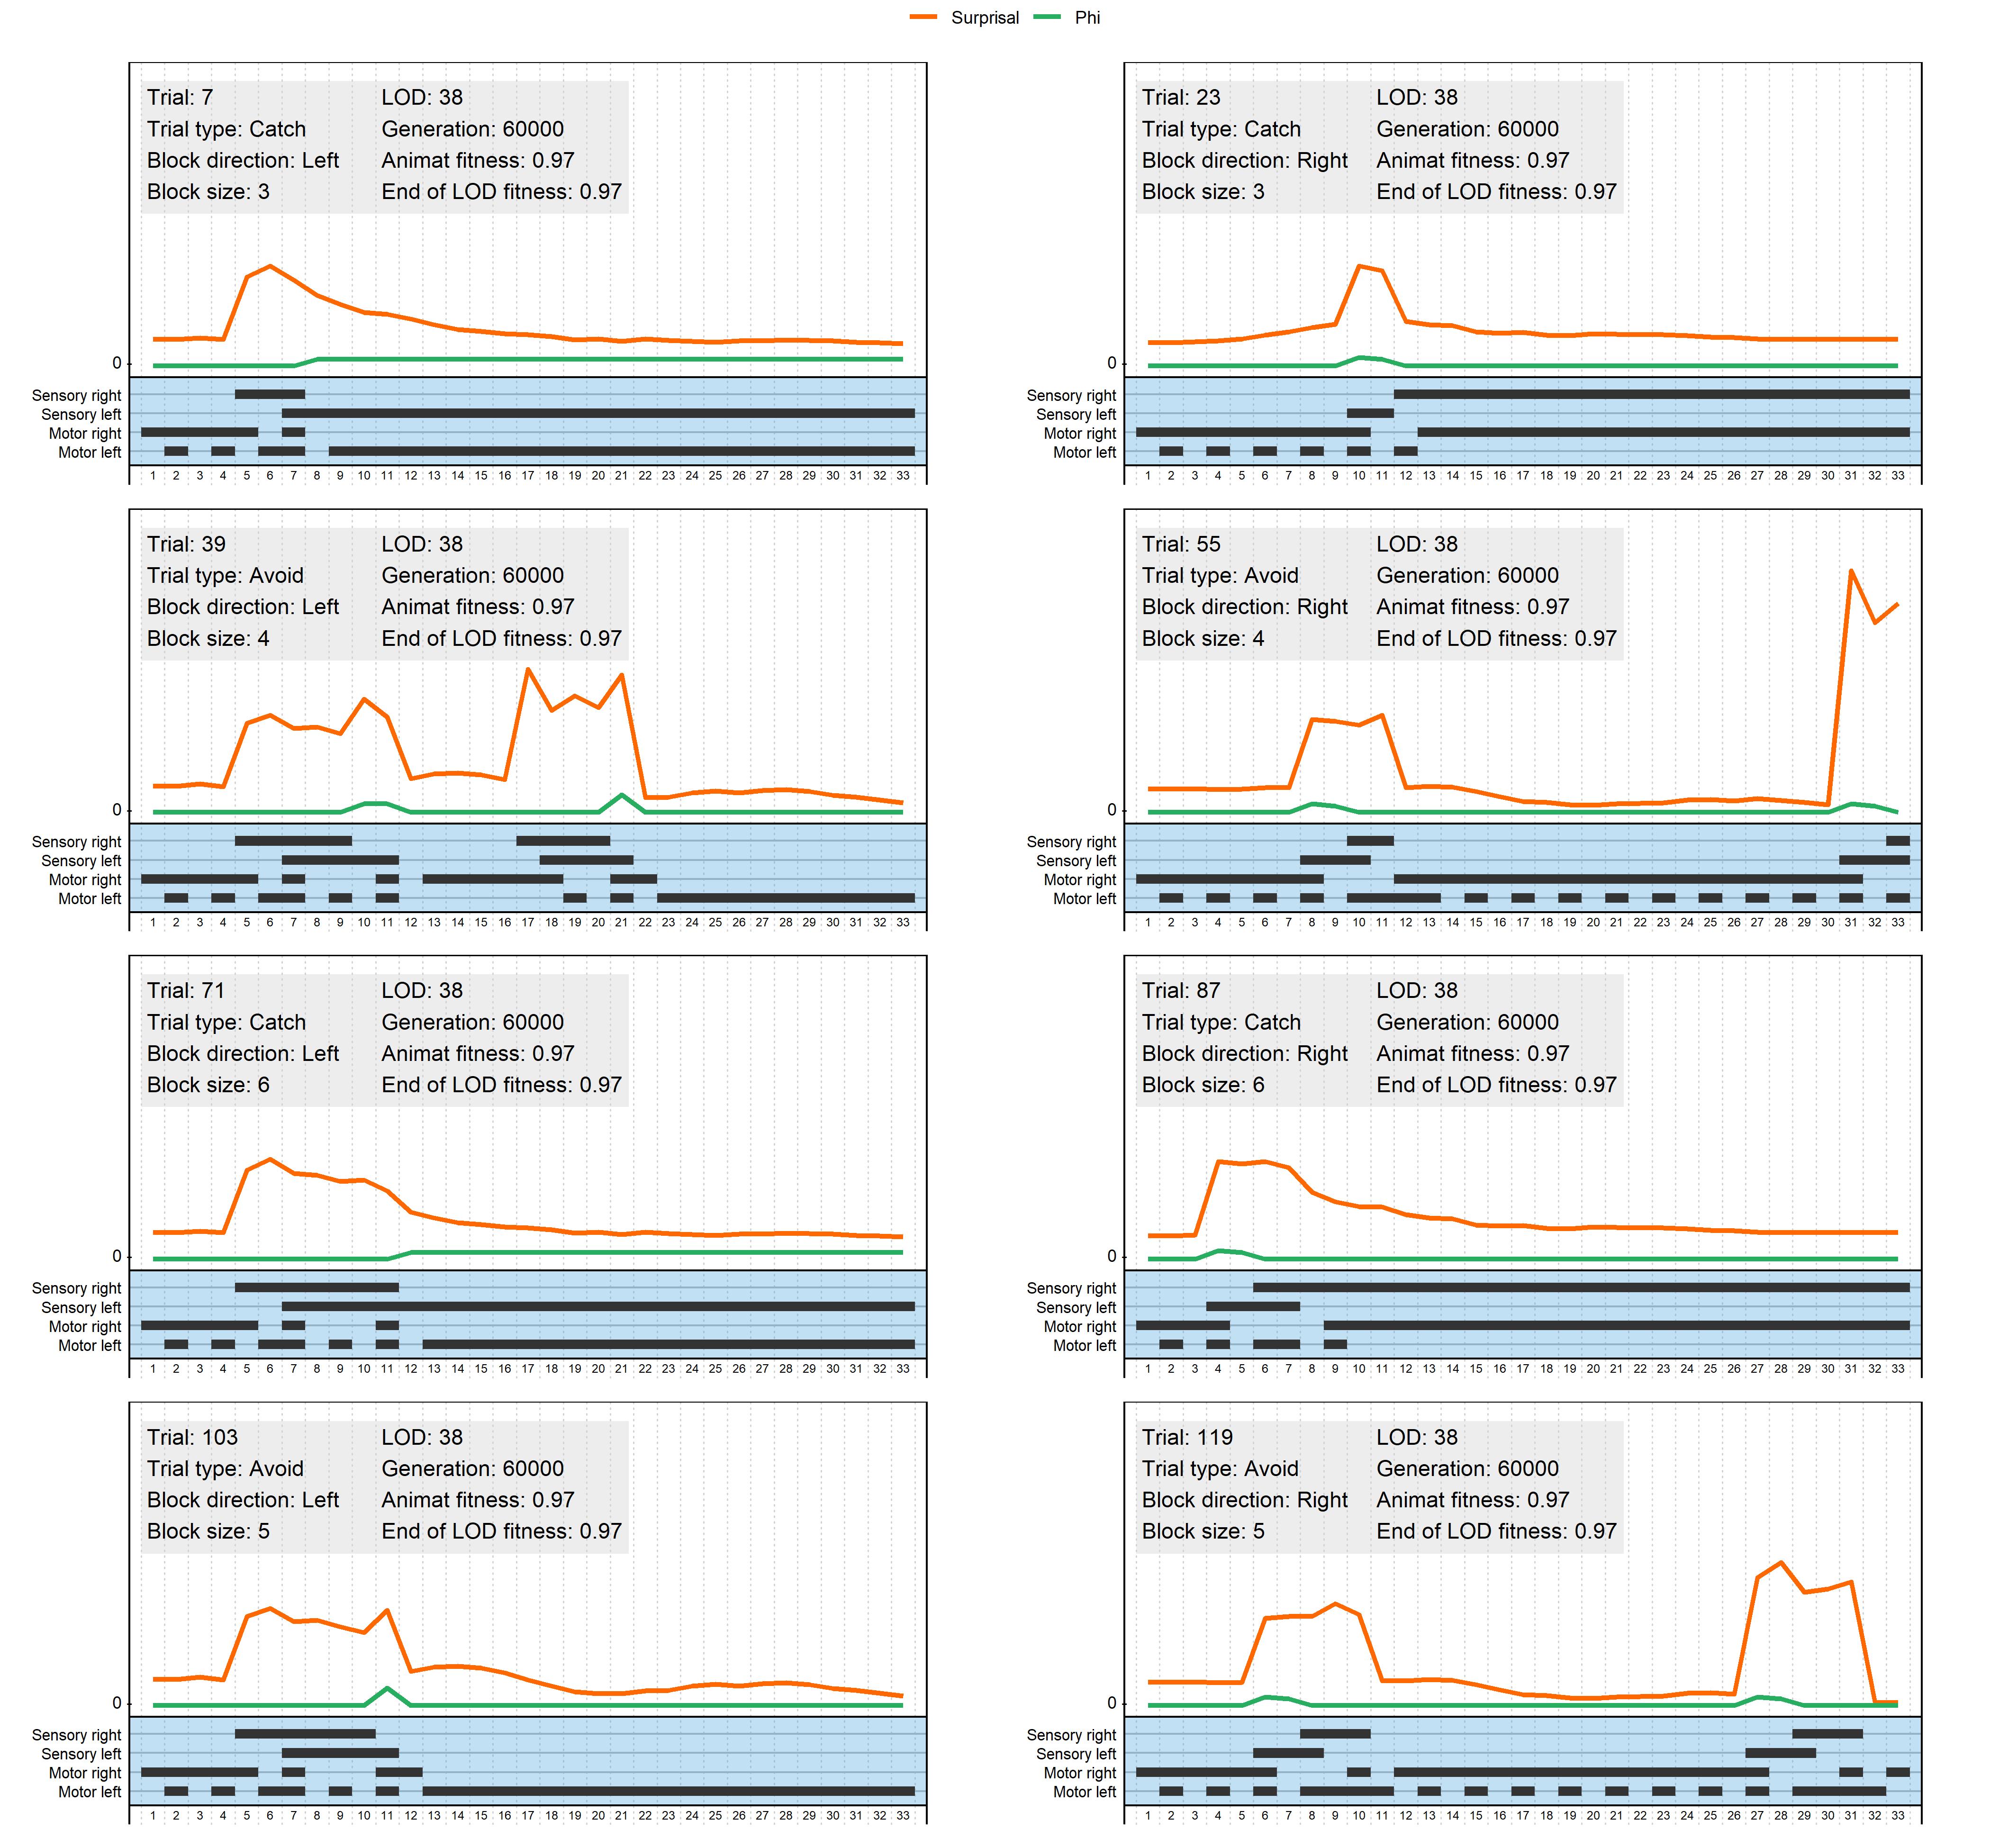 Surprisal Phi
Trial: 7 LOD: 38
Trial type: Catch Generation: 60000
Block direction: Left Animat fitness: 0.97
Block size: 3 End of LOD fitness: 0.97
0
Sensory right
Sensory left
Motor right
Motor left
1 2 3 4 5 6 7 8 9 10 11 12 13 14 15 16 17 18 19 20 21 22 23 24 25 26 27 28 29 30 31 32 33
Trial: 23 LOD: 38
Trial type: Catch Generation: 60000
Block direction: Right Animat fitness: 0.97
Block size: 3 End of LOD fitness: 0.97
0
Sensory right
Sensory left
Motor right
Motor left
1 2 3 4 5 6 7 8 9 10 11 12 13 14 15 16 17 18 19 20 21 22 23 24 25 26 27 28 29 30 31 32 33
Trial: 39 LOD: 38
Trial type: Avoid Generation: 60000
Block direction: Left Animat fitness: 0.97
Block size: 4 End of LOD fitness: 0.97
0
Sensory right
Sensory left
Motor right
Motor left
1 2 3 4 5 6 7 8 9 10 11 12 13 14 15 16 17 18 19 20 21 22 23 24 25 26 27 28 29 30 31 32 33
Trial: 55 LOD: 38
Trial type: Avoid Generation: 60000
Block direction: Right Animat fitness: 0.97
Block size: 4 End of LOD fitness: 0.97
0
Sensory right
Sensory left
Motor right
Motor left
1 2 3 4 5 6 7 8 9 10 11 12 13 14 15 16 17 18 19 20 21 22 23 24 25 26 27 28 29 30 31 32 33
Trial: 71 LOD: 38
Trial type: Catch Generation: 60000
Block direction: Left Animat fitness: 0.97
Block size: 6 End of LOD fitness: 0.97
0
Sensory right
Sensory left
Motor right
Motor left
1 2 3 4 5 6 7 8 9 10 11 12 13 14 15 16 17 18 19 20 21 22 23 24 25 26 27 28 29 30 31 32 33
Trial: 87 LOD: 38
Trial type: Catch Generation: 60000
Block direction: Right Animat fitness: 0.97
Block size: 6 End of LOD fitness: 0.97
0
Sensory right
Sensory left
Motor right
Motor left
1 2 3 4 5 6 7 8 9 10 11 12 13 14 15 16 17 18 19 20 21 22 23 24 25 26 27 28 29 30 31 32 33
Trial: 103 LOD: 38
Trial type: Avoid Generation: 60000
Block direction: Left Animat fitness: 0.97
Block size: 5 End of LOD fitness: 0.97
0
Sensory right
Sensory left
Motor right
Motor left
1 2 3 4 5 6 7 8 9 10 11 12 13 14 15 16 17 18 19 20 21 22 23 24 25 26 27 28 29 30 31 32 33
Trial: 119 LOD: 38
Trial type: Avoid Generation: 60000
Block direction: Right Animat fitness: 0.97
Block size: 5 End of LOD fitness: 0.97
0
Sensory right
Sensory left
Motor right
Motor left
1 2 3 4 5 6 7 8 9 10 11 12 13 14 15 16 17 18 19 20 21 22 23 24 25 26 27 28 29 30 31 32 33